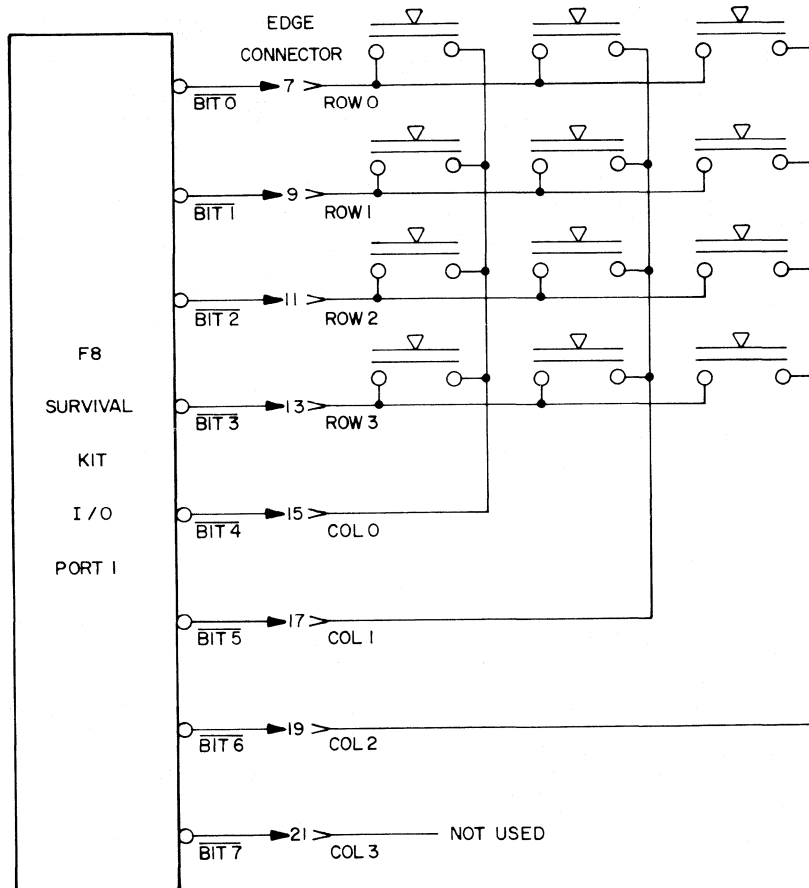 EDGE
CONNECTOR
BIT 0 7 ROW 0
BIT 1 9 ROW 1
BIT 2 11 ROW 2
F8
SURVIVAL
KIT
I/O
PORT 1
BIT 3 13 ROW 3
BIT 4 15 COL 0
BIT 5 17 COL 1
BIT 6 19 COL 2
BIT 7 21 COL 3 NOT USED